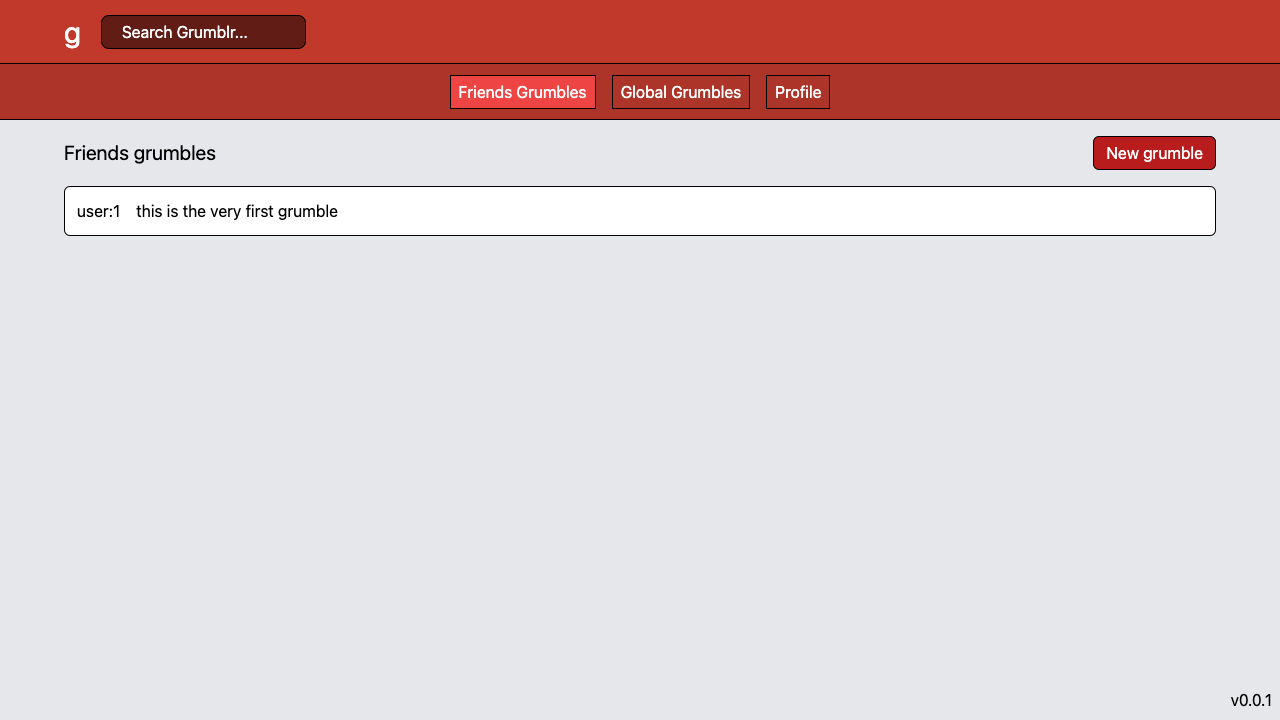 g Search Grumblr...
Friends Grumbles Global Grumbles Profile
Friends grumbles New grumble
user:1 this is the very first grumble
v0.0.1